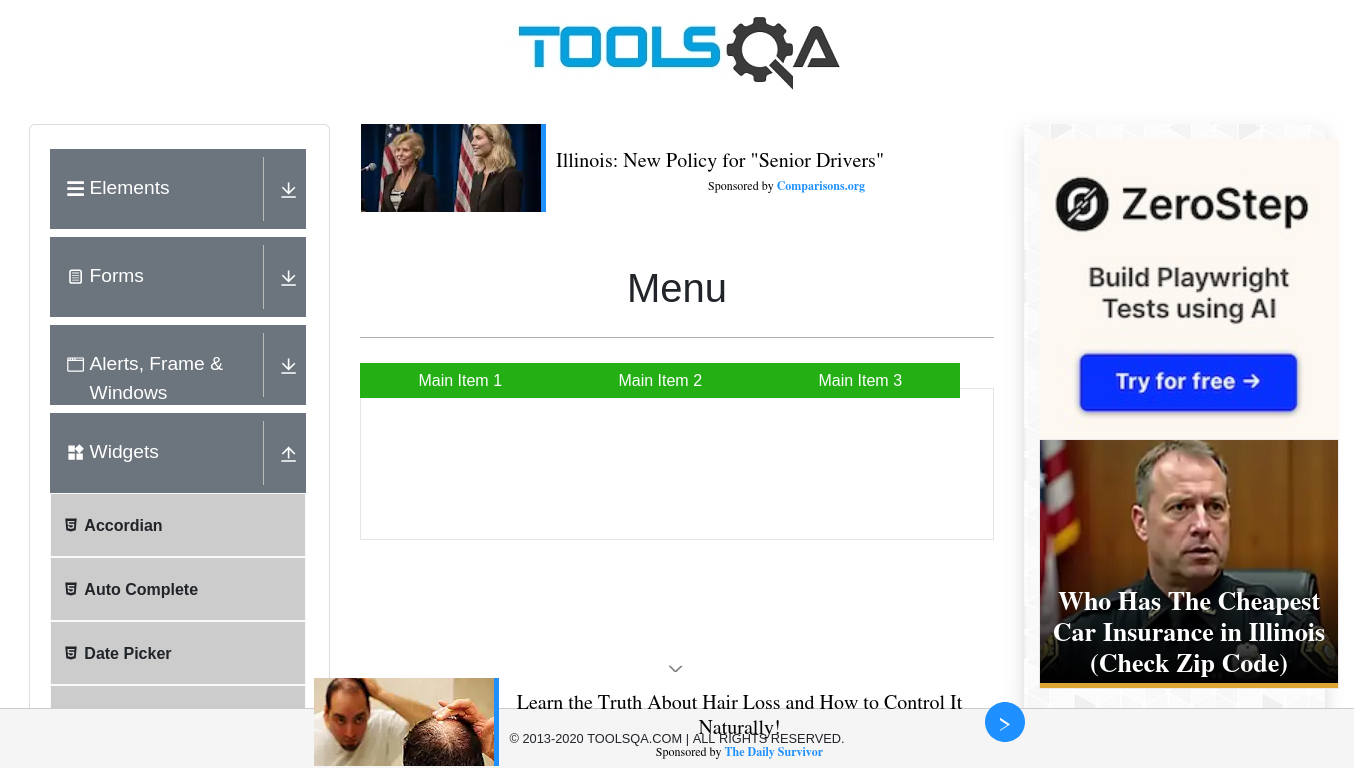 TOOLSQA
Elements
Forms
Alerts, Frame &
Windows
Widgets
Accordian
Auto Complete
Date Picker
Illinois: New Policy for "Senior Drivers"
Sponsored by Comparisons.org
Menu
Main Item 1
Main Item 2
Main Item 3
ZeroStep
Build Playwright
Tests using AI
Try for free →
Who Has The Cheapest
Car Insurance in Illinois
(Check Zip Code)
Learn the Truth About Hair Loss and How to Control It
Naturally!
Sponsored by The Daily Survivor
© 2013-2020 TOOLSQA.COM | ALL RIGHTS RESERVED.